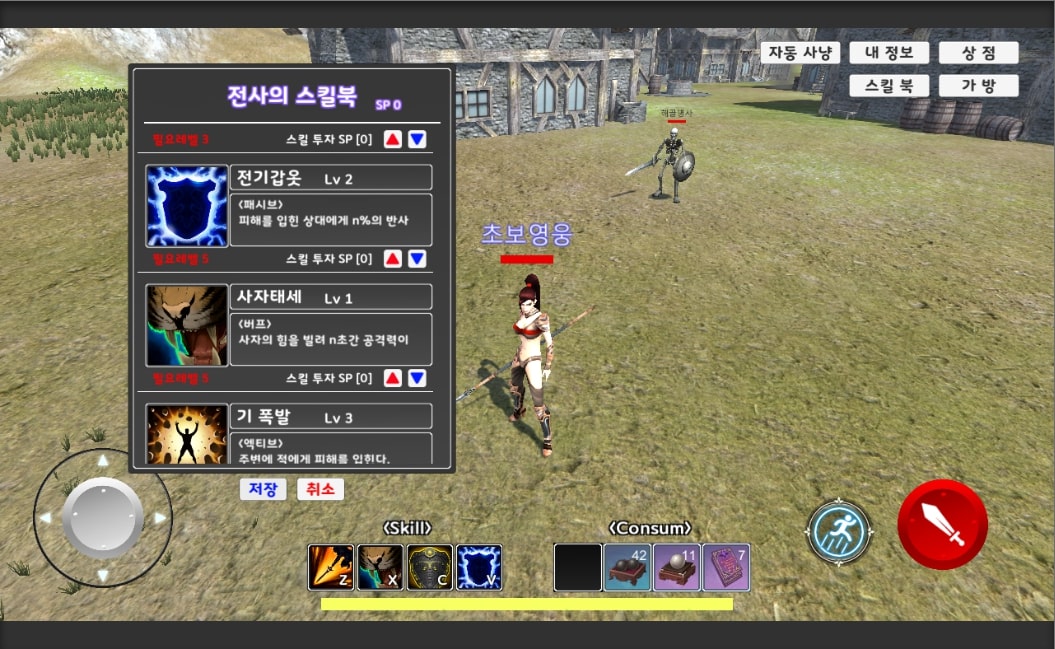 자동 사냥
내 정보
상 점
스킬 북
가 방
전사의 스킬북 SP 0
필요레벨 3 스킬 투자 SP [0]
전기갑옷 Lv 2
<패시브>
피해를 입힌 상대에게 n%의 반사
필요레벨 5 스킬 투자 SP [0]
사자태세 Lv 1
<버프>
사자의 힘을 빌려 n초간 공격력이
필요레벨 5 스킬 투자 SP [0]
기 폭발 Lv 3
<액티브>
주변에 적에게 피해를 입힌다.
저장 취소
해골병사
초보영웅
<Skill>
Z X C V
<Consum>
42 11 7